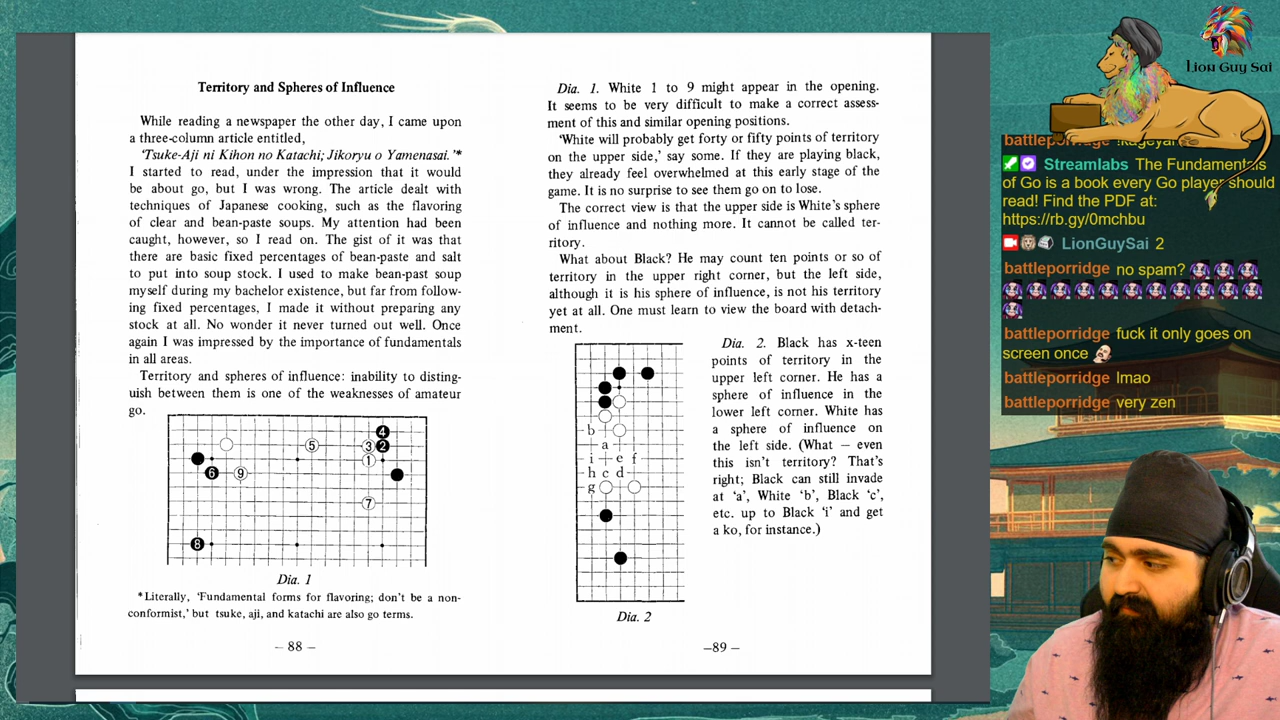 Territory and Spheres of Influence
While reading a newspaper the other day, I came upon
a three-column article entitled,
'Tsuke-Aji ni Kihon no Katachi; Jikoryu o Yamenasai.'*
I started to read, under the impression that it would
be about go, but I was wrong. The article dealt with
techniques of Japanese cooking, such as the flavoring
of clear and bean-paste soups. My attention had been
caught, however, so I read on. The gist of it was that
there are basic fixed percentages of bean-paste and salt
to put into soup stock. I used to make bean-past soup
myself during my bachelor existence, but far from follow-
ing fixed percentages, I made it without preparing any
stock at all. No wonder it never turned out well. Once
again I was impressed by the importance of fundamentals
in all areas.
Territory and spheres of influence: inability to disting-
uish between them is one of the weaknesses of amateur
go.
4
5 3 2
1
6 9
7
8
Dia. 1
*Literally, 'Fundamental forms for flavoring; don't be a non-
conformist,' but tsuke, aji, and katachi are also go terms.
– 88 –
Dia. 1. White 1 to 9 might appear in the opening.
It seems to be very difficult to make a correct assess-
ment of this and similar opening positions.
'White will probably get forty or fifty points of territory
on the upper side,' say some. If they are playing black,
they already feel overwhelmed at this early stage of the
game. It is no surprise to see them go on to lose.
The correct view is that the upper side is White's sphere
of influence and nothing more. It cannot be called ter-
ritory.
What about Black? He may count ten points or so of
territory in the upper right corner, but the left side,
although it is his sphere of influence, is not his territory
yet at all. One must learn to view the board with detach-
ment.
b
a
i e f
h c d
g
Dia. 2
Dia. 2. Black has x-teen
points of territory in the
upper left corner. He has a
sphere of influence in the
lower left corner. White has
a sphere of influence on
the left side. (What – even
this isn't territory? That's
right; Black can still invade
at 'a', White 'b', Black 'c',
etc. up to Black 'i' and get
a ko, for instance.)
–89 –
Lion Guy Sai
battleporridge
Streamlabs The Fundamentals
of Go is a book every Go player should
read! Find the PDF at:
https://rb.gy/0mchbu
LionGuySai 2
battleporridge no spam?
battleporridge fuck it only goes on
screen once
battleporridge lmao
battleporridge very zen